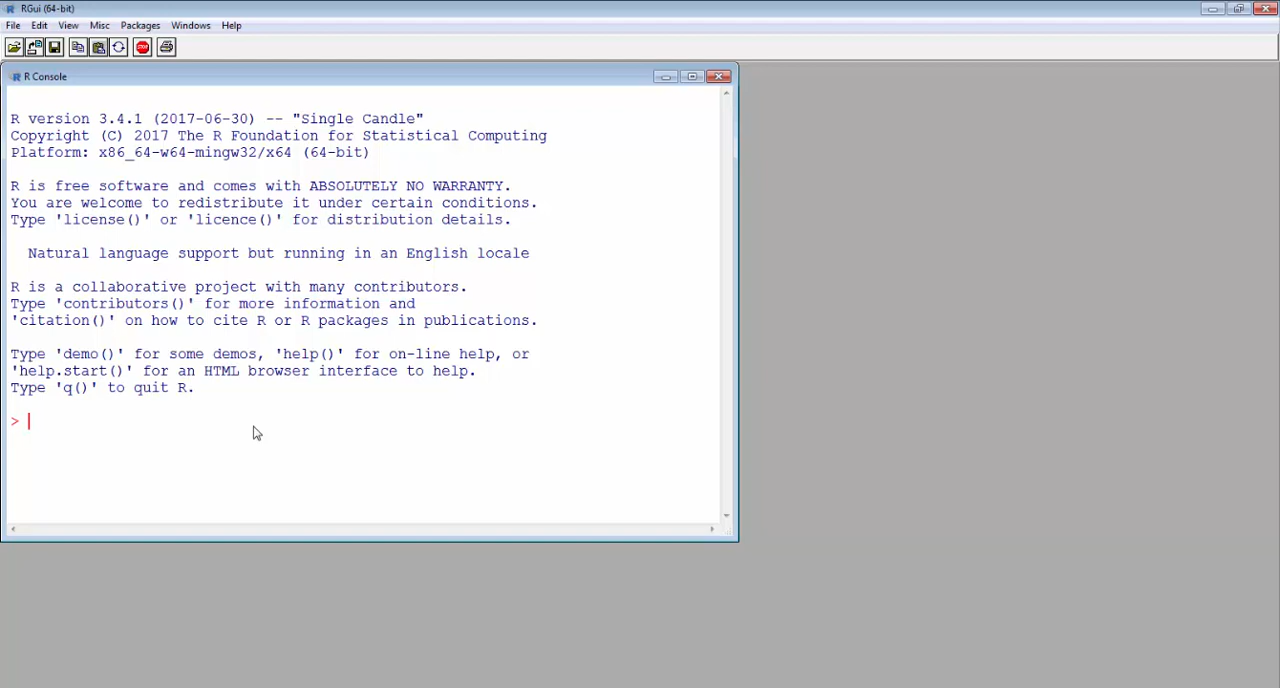 RGui (64-bit)
File Edit View Misc Packages Windows Help
STOP
R Console
R version 3.4.1 (2017-06-30) -- "Single Candle"
Copyright (C) 2017 The R Foundation for Statistical Computing
Platform: x86_64-w64-mingw32/x64 (64-bit)
R is free software and comes with ABSOLUTELY NO WARRANTY.
You are welcome to redistribute it under certain conditions.
Type 'license()' or 'licence()' for distribution details.
Natural language support but running in an English locale
R is a collaborative project with many contributors.
Type 'contributors()' for more information and
'citation()' on how to cite R or R packages in publications.
Type 'demo()' for some demos, 'help()' for on-line help, or
'help.start()' for an HTML browser interface to help.
Type 'q()' to quit R.
>